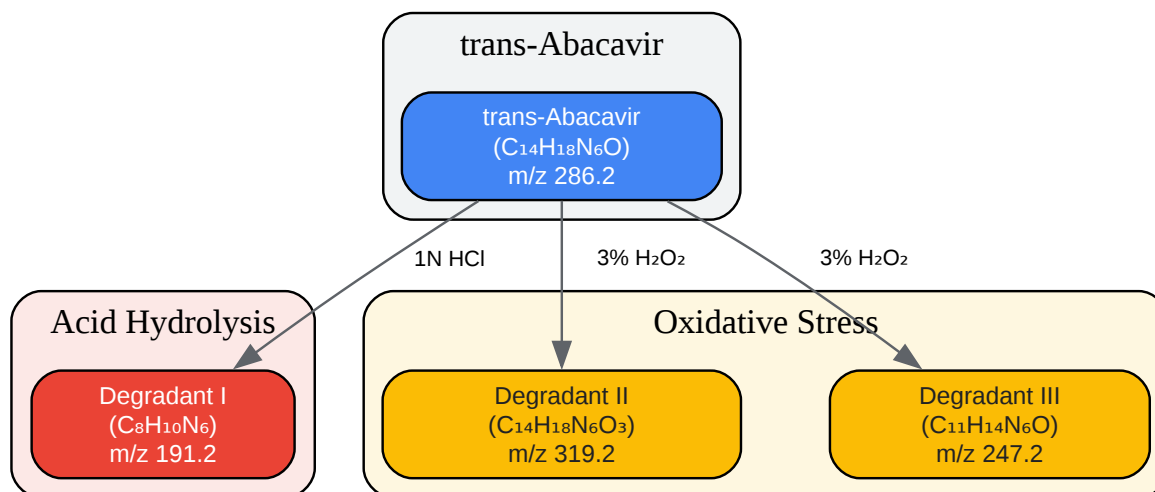 trans-Abacavir
trans-Abacavir
(C₁₄H₁₈N₆O)
m/z 286.2
1N HCl
3% H₂O₂
3% H₂O₂
Acid Hydrolysis
Oxidative Stress
Degradant I
(C₈H₁₀N₆)
m/z 191.2
Degradant II
(C₁₄H₁₈N₆O₃)
m/z 319.2
Degradant III
(C₁₁H₁₄N₆O)
m/z 247.2